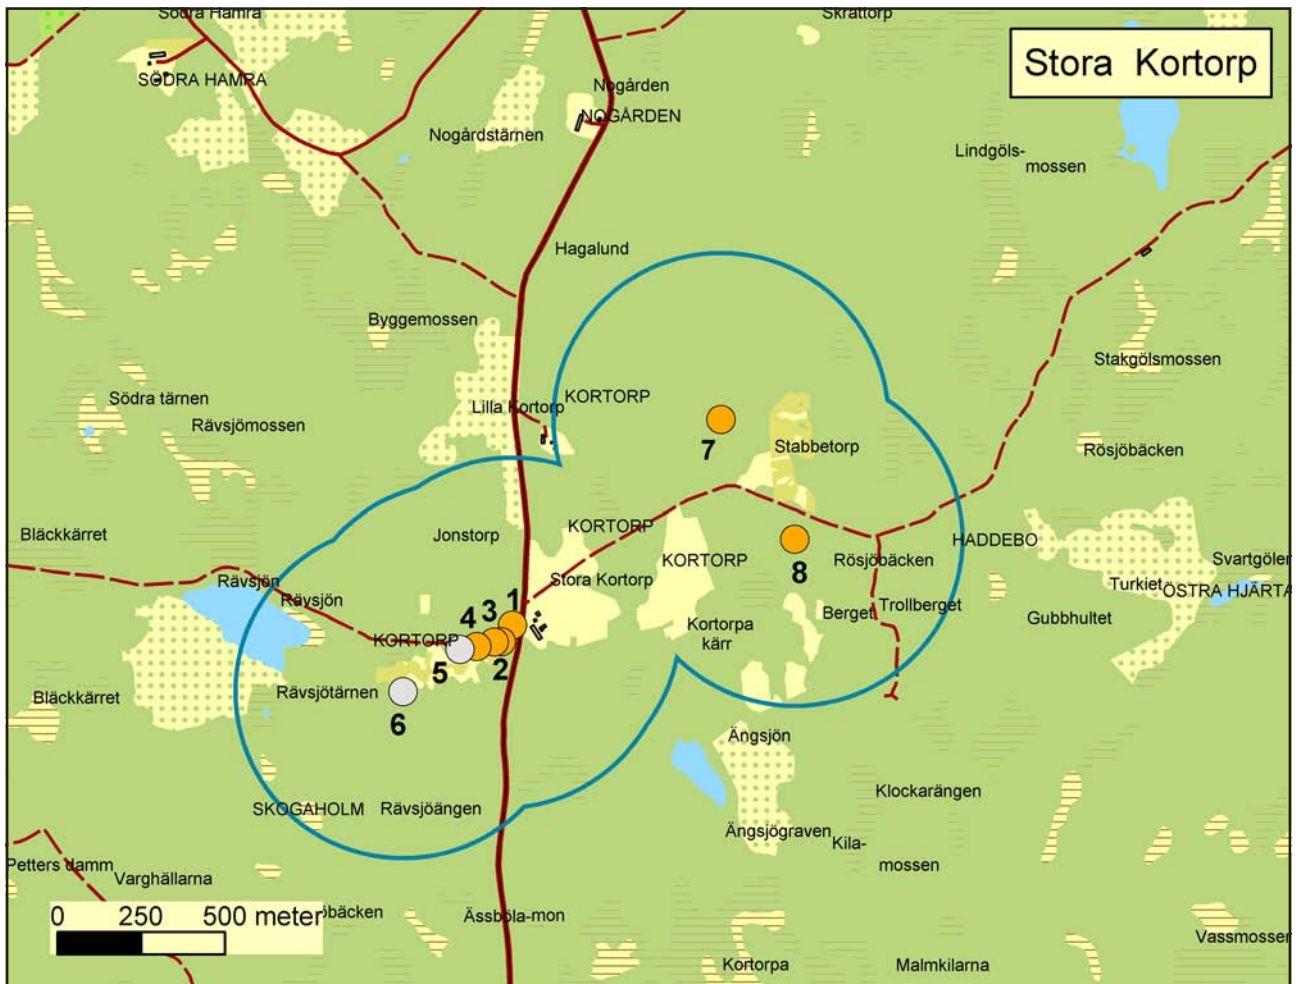 Södra Hamra
Skrattorp
Stora Kortorp
SÖDRA HAMRA
Nogården
NOGÅRDEN
Nogårdstärnen
Lindgöls-
mossen
Hagalund
Byggemossen
Stakgölsmossen
Södra tärnen
Lilla Kortorp
KORTORP
Rävsjömossen
7
Stabbetorp
Rösjöbäcken
Bläckkärret
Jonstorp
KORTORP
HADDEBO
KORTORP
Rösjöbäcken
Svartgölen
8
Rävsjön
Stora Kortorp
Turkiet
ÖSTRA HJÄRTA
Rävsjön
1
3
4
Berget
Trollberget
Gubbhultet
KORTORP
Kortorpa
kärr
5
2
Bläckkärret
Rävsjötärnen
6
Ängsjön
SKOGAHOLM
Rävsjöängen
Klockarängen
Ängsjögraven
Kila-
mossen
Petters damm
Varghällarna
0 250 500 meter
öbäcken
Ässböla-mon
Vassmossen
Kortorpa
Malmkilarna